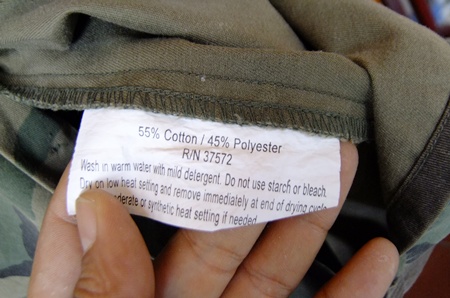 55% Cotton / 45% Polyester
R/N 37572
Wash in warm water with mild detergent. Do not use starch or bleach.
Dry on low heat setting and remove immediately at end of drying cycle.
moderate or synthetic heat setting if needed.